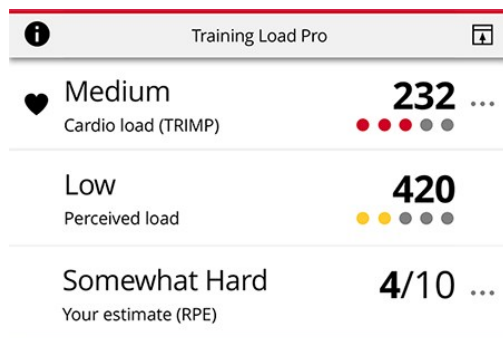 Training Load Pro
Medium 232
Cardio load (TRIMP)
Low 420
Perceived load
Somewhat Hard 4/10
Your estimate (RPE)